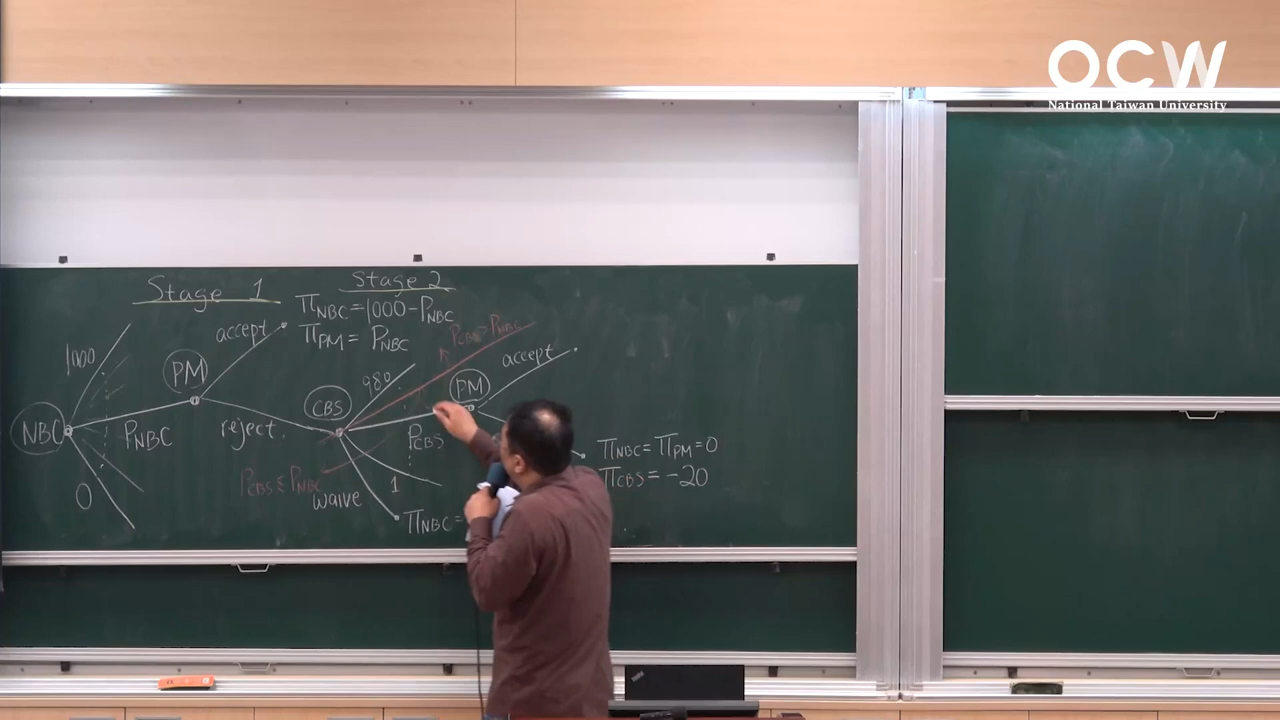 OCW
National Taiwan University
Stage 1
Stage 2
ΠNBC = 1000 - PNBC
ΠPM = PNBC
PCBS > PNBC
accept
accept
1000
PM
980
PM
CBS
NBC
PNBC
reject.
PCBS
ΠNBC = ΠPM = 0
ΠCBS = -20
PCBS ≤ PNBC
0
waive
1
ΠNBC =